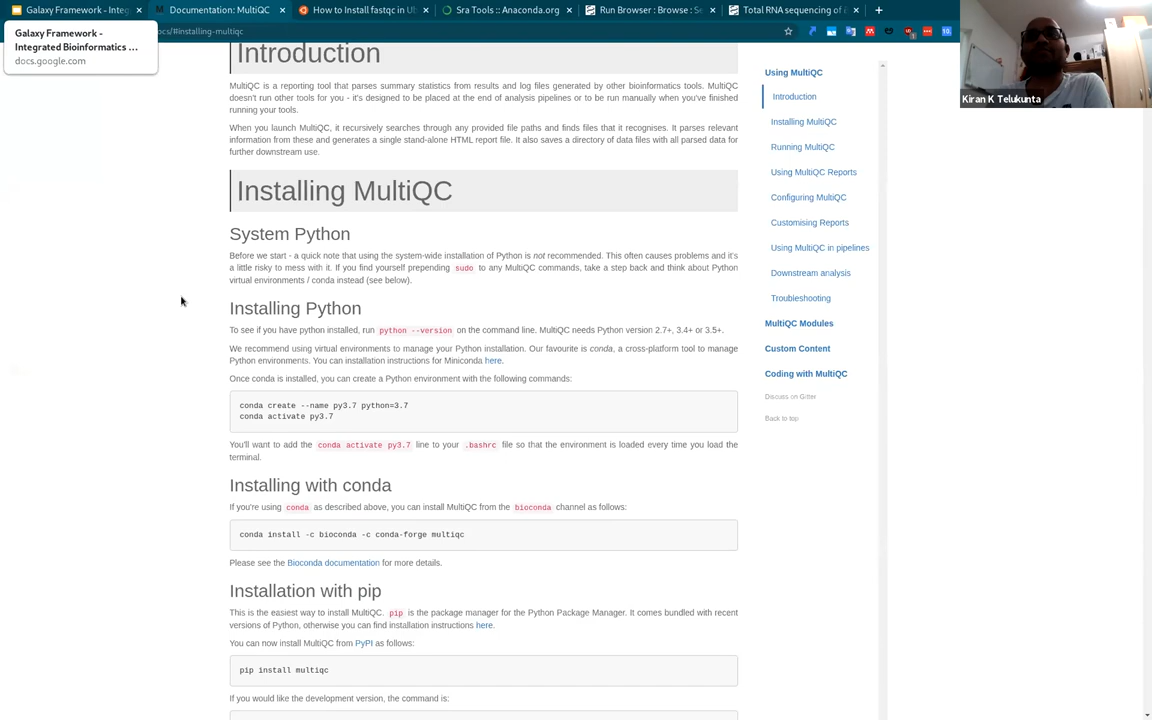 Galaxy Framework - Integ
Documentation: MultiQC
How to Install fastqc in Ub
Sra Tools :: Anaconda.org
Run Browser : Browse : Se
Total RNA sequencing of
Galaxy Framework -
Integrated Bioinformatics ...
docs.google.com
ocs/#installing-multiqc
Kiran K Telukunta
Introduction
MultiQC is a reporting tool that parses summary statistics from results and log files generated by other bioinformatics tools. MultiQC
doesn't run other tools for you - it's designed to be placed at the end of analysis pipelines or to be run manually when you've finished
running your tools.
When you launch MultiQC, it recursively searches through any provided file paths and finds files that it recognises. It parses relevant
information from these and generates a single stand-alone HTML report file. It also saves a directory of data files with all parsed data for
further downstream use.
Installing MultiQC
System Python
Before we start - a quick note that using the system-wide installation of Python is not recommended. This often causes problems and it's
a little risky to mess with it. If you find yourself prepending sudo to any MultiQC commands, take a step back and think about Python
virtual environments / conda instead (see below).
Installing Python
To see if you have python installed, run python --version on the command line. MultiQC needs Python version 2.7+, 3.4+ or 3.5+.
We recommend using virtual environments to manage your Python installation. Our favourite is conda, a cross-platform tool to manage
Python environments. You can installation instructions for Miniconda here.
Once conda is installed, you can create a Python environment with the following commands:
conda create --name py3.7 python=3.7
conda activate py3.7
You'll want to add the conda activate py3.7 line to your .bashrc file so that the environment is loaded every time you load the
terminal.
Installing with conda
If you're using conda as described above, you can install MultiQC from the bioconda channel as follows:
conda install -c bioconda -c conda-forge multiqc
Please see the Bioconda documentation for more details.
Installation with pip
This is the easiest way to install MultiQC. pip is the package manager for the Python Package Manager. It comes bundled with recent
versions of Python, otherwise you can find installation instructions here.
You can now install MultiQC from PyPI as follows:
pip install multiqc
If you would like the development version, the command is:
Using MultiQC
Introduction
Installing MultiQC
Running MultiQC
Using MultiQC Reports
Configuring MultiQC
Customising Reports
Using MultiQC in pipelines
Downstream analysis
Troubleshooting
MultiQC Modules
Custom Content
Coding with MultiQC
Discuss on Gitter
Back to top